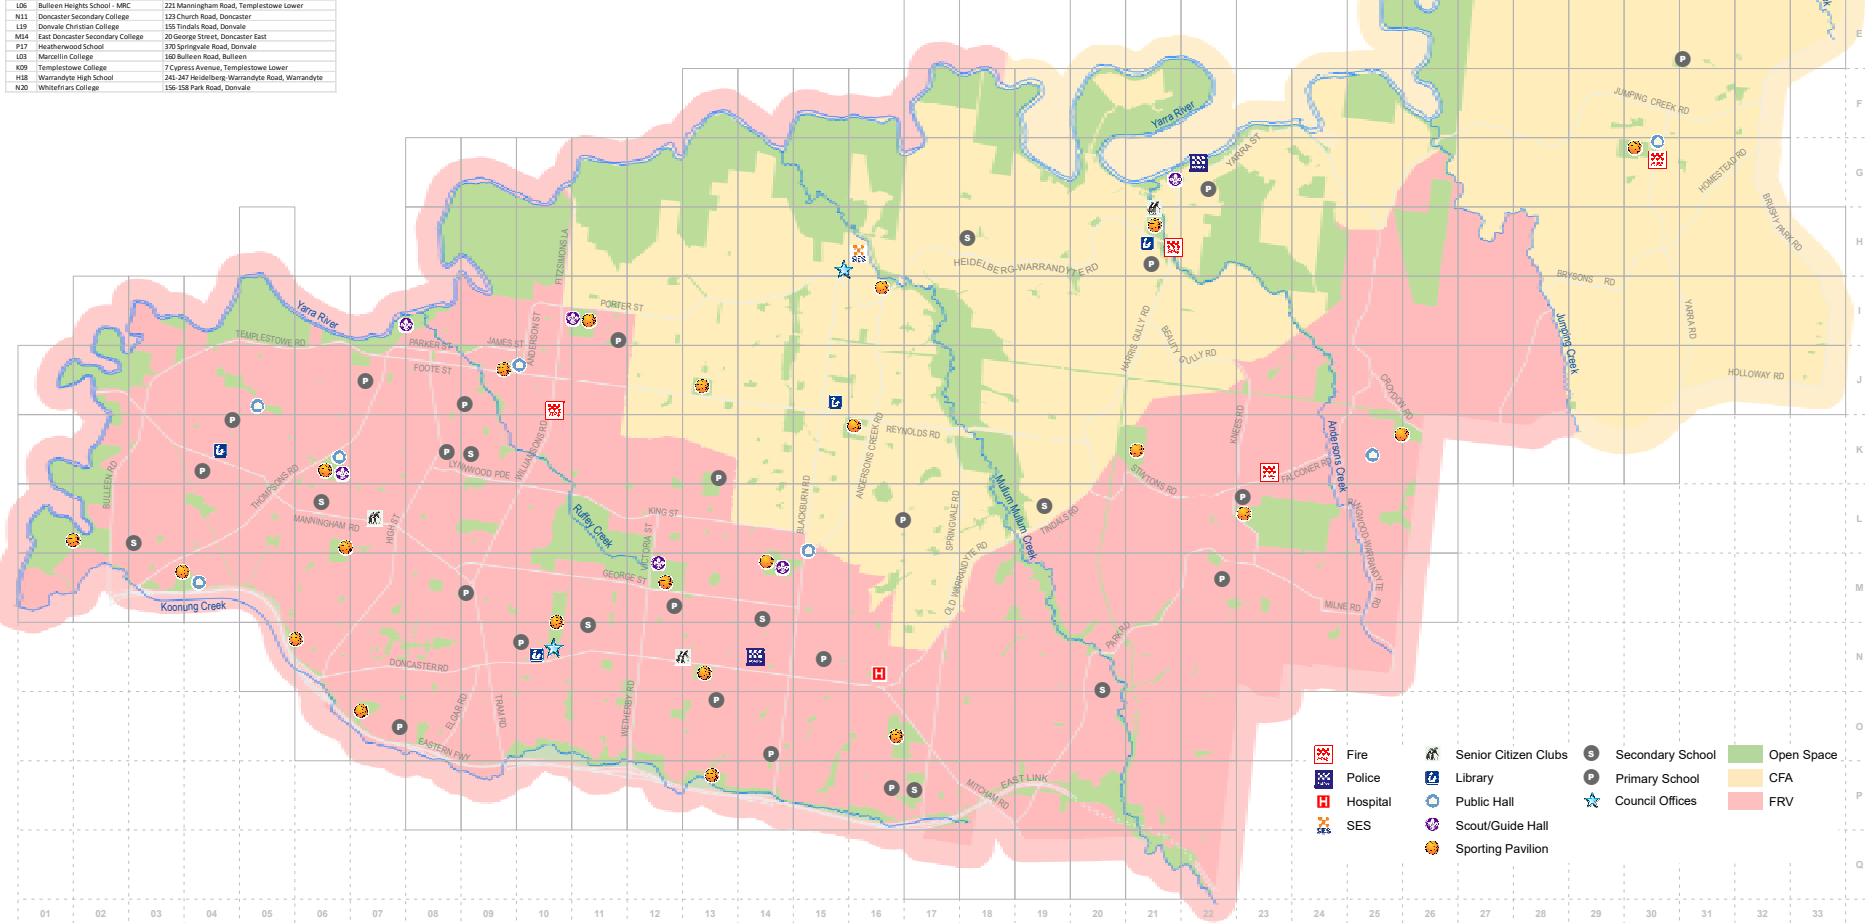 L06 Bulleen Heights School - MRC 221 Manningham Road, Templestowe Lower
N11 Doncaster Secondary College 123 Church Road, Doncaster
L19 Donvale Christian College 155 Tindals Road, Donvale
M14 East Doncaster Secondary College 20 George Street, Doncaster East
P17 Heatherwood School 370 Springvale Road, Donvale
L03 Marcellin College 160 Bulleen Road, Bulleen
K09 Templestowe College 7 Cypress Avenue, Templestowe Lower
H18 Warrandyte High School 241-247 Heidelberg-Warrandyte Road, Warrandyte
N20 Whitefriars College 156-158 Park Road, Donvale
E
P
JUMPING CREEK RD
F
Yarra River
YARRA ST
POLICE
P
HOMESTEAD RD
G
BRUSHY PARK RD
FITZSIMONS LA
S
SES
HEIDELBERG-WARRANDYTE RD
P
H
BRYSONS RD
Yarra River
PORTER ST
HARRIS GULLY RD
BEAUTY GULLY RD
YARRA RD
Jumping Creek
I
TEMPLESTOWE RD
PARKER ST
JAMES ST
ANDERSON ST
P
FOOTE ST
P
P
P
CROYDON RD
HOLLOWAY RD
J
REYNOLDS RD
ANDERSONS CREEK RD
KNEES RD
Andersons Creek
BULLEEN RD
P
THOMPSONS RD
P
S
LYNNWOOD PDE
WILLIAMSONS RD
P
STINTONS RD
FALCONER RD
K
S
MANNINGHAM RD
HIGH ST
S
Ruffey Creek
KING ST
VICTORIA ST
BLACKBURN RD
P
SPRINGVALE RD
Mullum Mullum Creek
S
TINDALS RD
P
RINGWOOD-WARRANDYTE RD
L
Koonung Creek
P
GEORGE ST
P
S
OLD WARRANDYTE RD
P
MILNE RD
M
DONCASTER RD
P
S
POLICE
P
H
PARK RD
N
P
ELGAR RD
TRAM RD
WETHERBY RD
P
S
EASTERN FWY
P
O
P
S
MITCHAM RD
EAST LINK
P
Fire
Police
Hospital
SES
Senior Citizen Clubs
Library
Public Hall
Scout/Guide Hall
Sporting Pavilion
S Secondary School
P Primary School
Council Offices
Open Space
CFA
FRV
Q
01 02 03 04 05 06 07 08 09 10 11 12 13 14 15 16 17 18 19 20 21 22 23 24 25 26 27 28 29 30 31 32 33